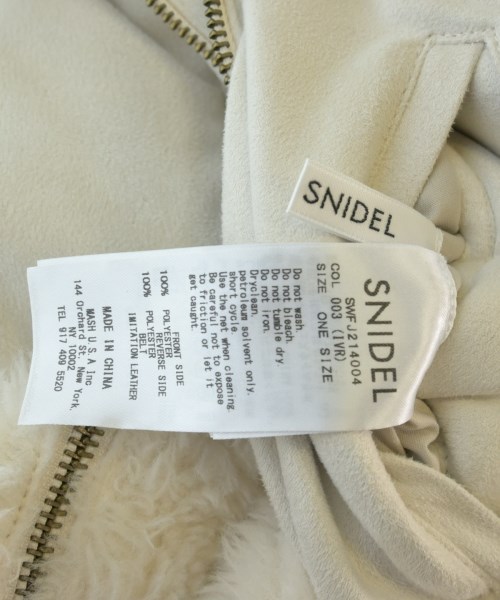 SNIDEL
SNIDEL
SWFJ214004
COL 003 (IVR)
SIZE ONE SIZE
Do not wash.
Do not bleach.
Do not tumble dry
Do not iron.
Dryclean.
petroleum solvent only.
short cycle
Use the net when cleaning.
Be careful not to expose
to friction or let it
get caught.
FRONT SIDE
100% POLYESTER
REVERSE SIDE
100% POLYESTER
BELT
IMITATION LEATHER
MADE IN CHINA
MASH U.S.A Inc
144 Orchard St. New York,
NY 10002
TEL 917 409 5520